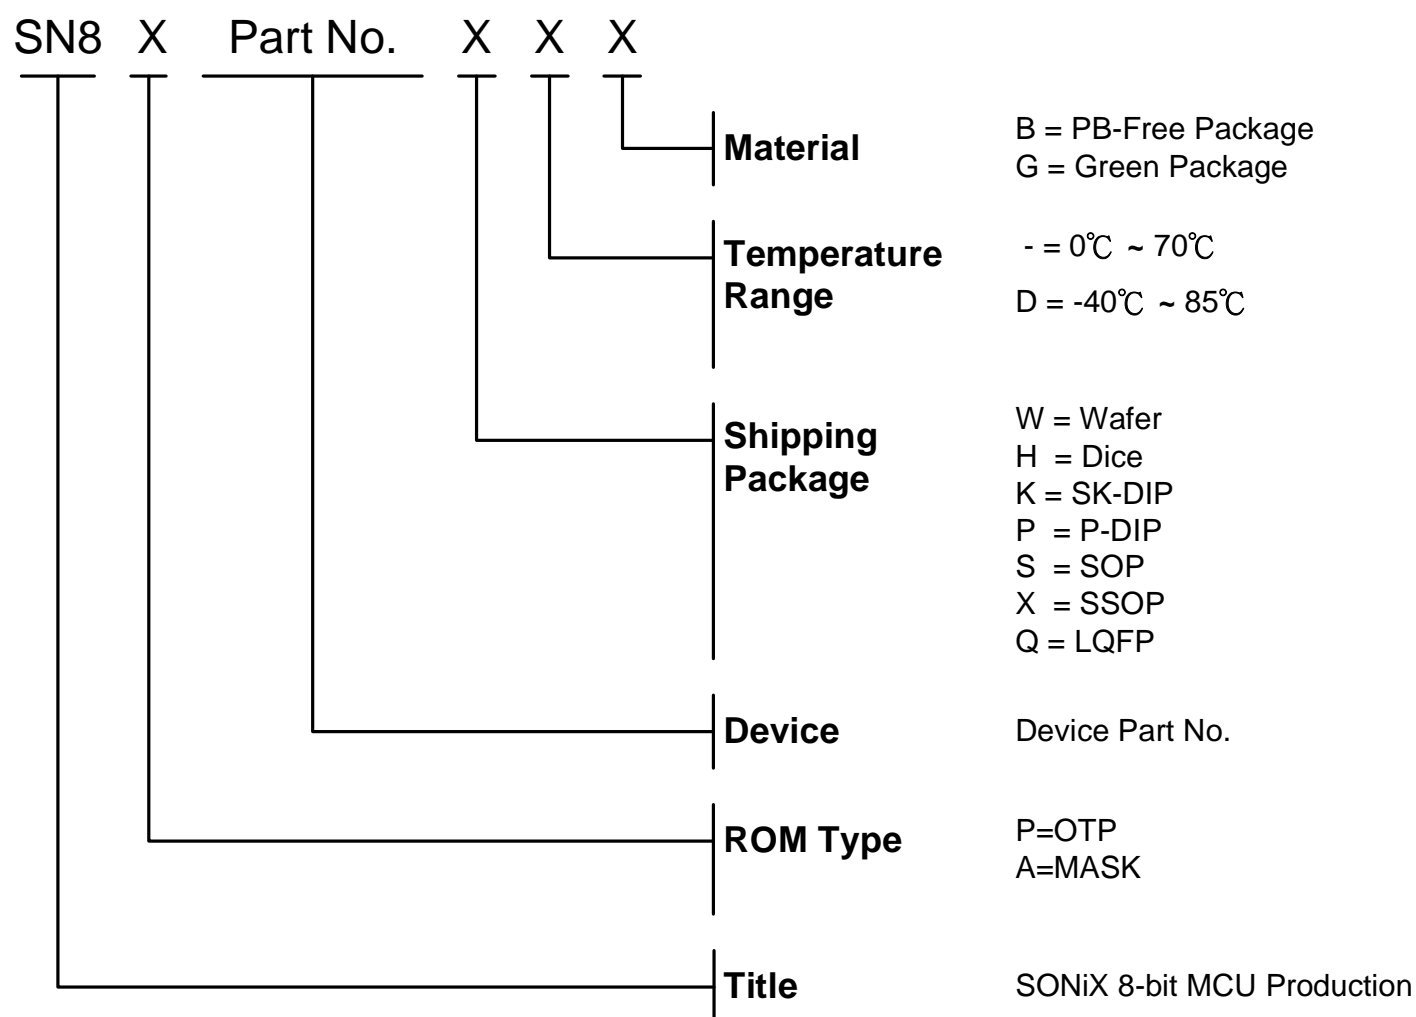 SN8 X Part No. X X X
Material
B = PB-Free Package
G = Green Package
Temperature
Range
- = 0℃ ~ 70℃
D = -40℃ ~ 85℃
Shipping
Package
W = Wafer
H = Dice
K = SK-DIP
P = P-DIP
S = SOP
X = SSOP
Q = LQFP
Device
Device Part No.
ROM Type
P=OTP
A=MASK
Title
SONiX 8-bit MCU Production